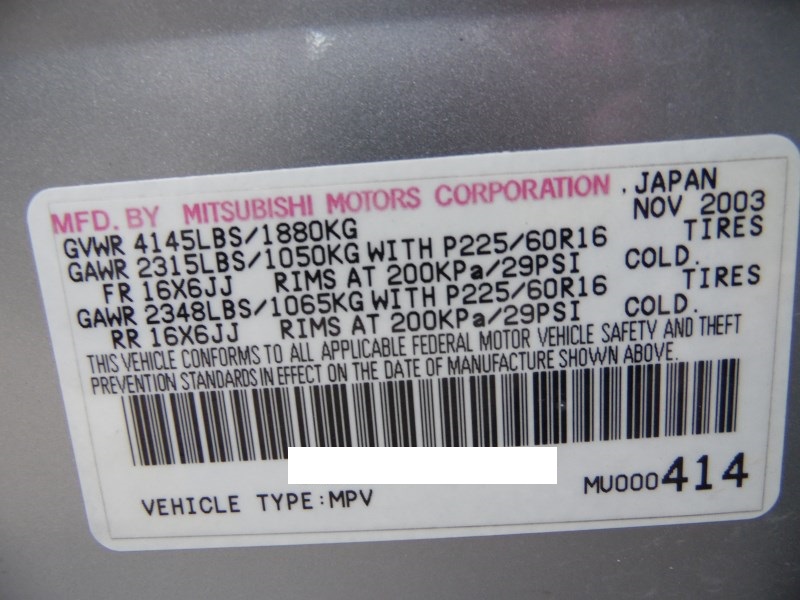 MFD. BY MITSUBISHI MOTORS CORPORATION , JAPAN
GVWR 4145LBS/1880KG NOV 2003
GAWR 2315LBS/1050KG WITH P225/60R16 TIRES
FR 16X6JJ RIMS AT 200KPa/29PSI COLD.
GAWR 2348LBS/1065KG WITH P225/60R16 TIRES
RR 16X6JJ RIMS AT 200KPa/29PSI COLD.
THIS VEHICLE CONFORMS TO ALL APPLICABLE FEDERAL MOTOR VEHICLE SAFETY AND THEFT
PREVENTION STANDARDS IN EFFECT ON THE DATE OF MANUFACTURE SHOWN ABOVE.
VEHICLE TYPE:MPV MU000414